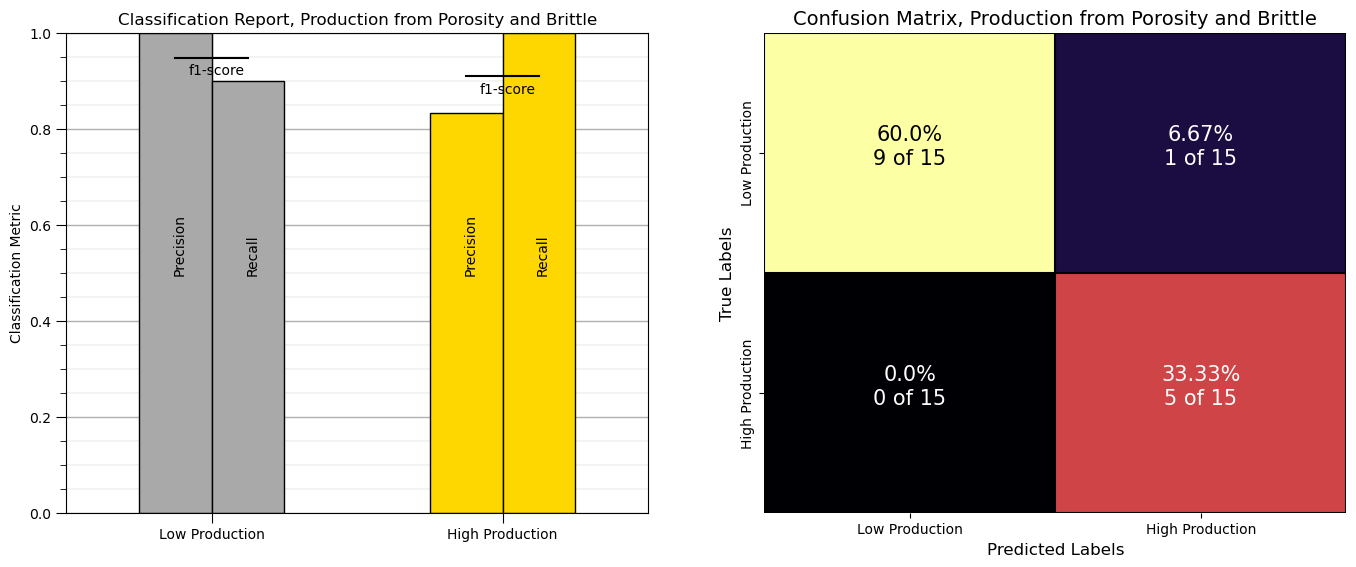 Classification Report, Production from Porosity and Brittle
Classification Metric
1.0
0.8
0.6
0.4
0.2
0.0
f1-score
f1-score
Precision
Recall
Precision
Recall
Low Production
High Production
Confusion Matrix, Production from Porosity and Brittle
True Labels
Low Production
High Production
60.0%
9 of 15
6.67%
1 of 15
0.0%
0 of 15
33.33%
5 of 15
Low Production
High Production
Predicted Labels